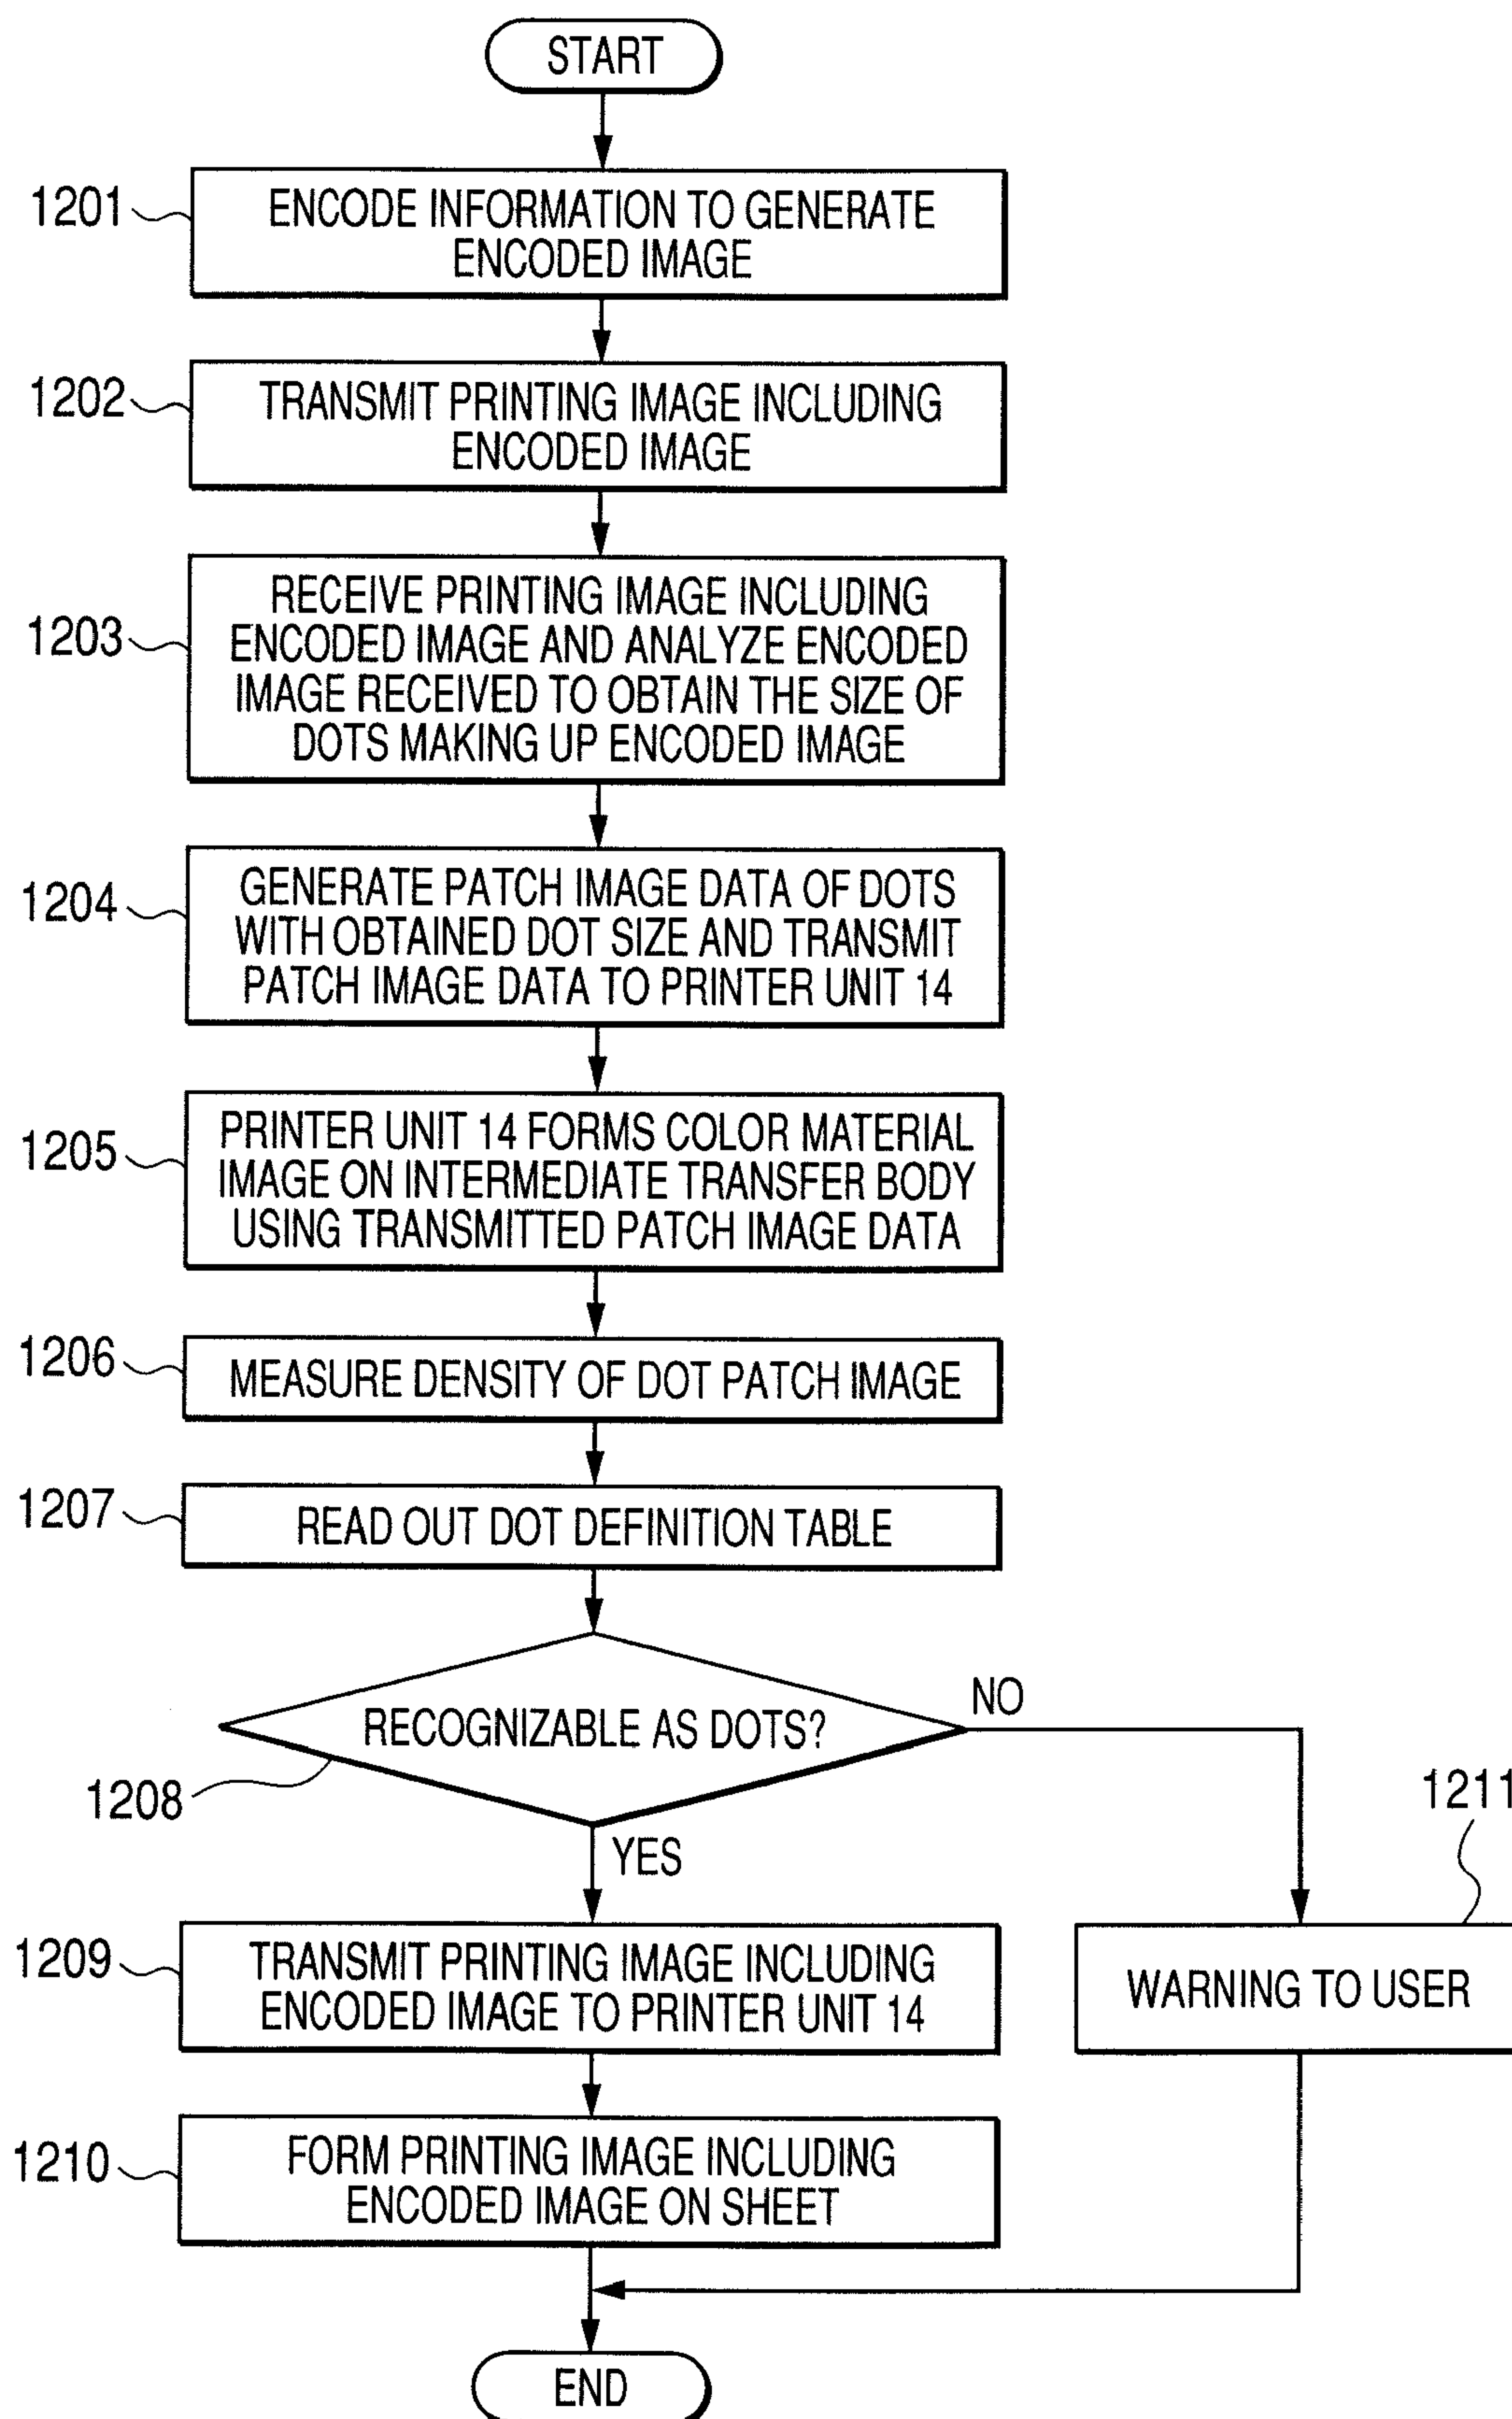 START
1201
ENCODE INFORMATION TO GENERATE
ENCODED IMAGE
1202
TRANSMIT PRINTING IMAGE INCLUDING
ENCODED IMAGE
1203
RECEIVE PRINTING IMAGE INCLUDING
ENCODED IMAGE AND ANALYZE ENCODED
IMAGE RECEIVED TO OBTAIN THE SIZE OF
DOTS MAKING UP ENCODED IMAGE
1204
GENERATE PATCH IMAGE DATA OF DOTS
WITH OBTAINED DOT SIZE AND TRANSMIT
PATCH IMAGE DATA TO PRINTER UNIT 14
1205
PRINTER UNIT 14 FORMS COLOR MATERIAL
IMAGE ON INTERMEDIATE TRANSFER BODY
USING TRANSMITTED PATCH IMAGE DATA
1206
MEASURE DENSITY OF DOT PATCH IMAGE
1207
READ OUT DOT DEFINITION TABLE
RECOGNIZABLE AS DOTS?
NO
1208
YES
1211
1209
TRANSMIT PRINTING IMAGE INCLUDING
ENCODED IMAGE TO PRINTER UNIT 14
WARNING TO USER
1210
FORM PRINTING IMAGE INCLUDING
ENCODED IMAGE ON SHEET
END